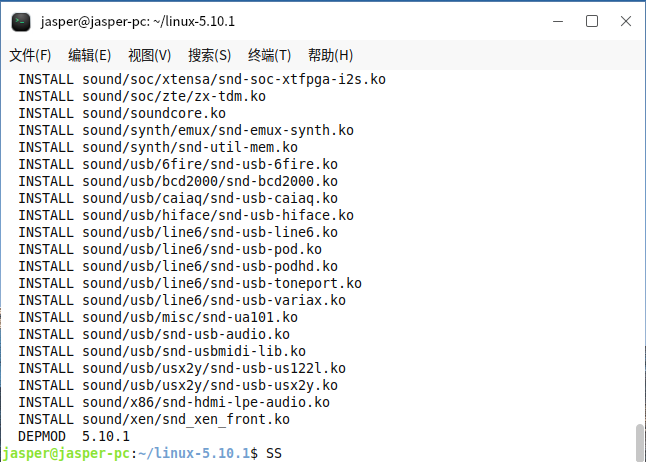 jasper@jasper-pc: ~/linux-5.10.1
文件(F) 编辑(E) 视图(V) 搜索(S) 终端(T) 帮助(H)
INSTALL sound/soc/xtensa/snd-soc-xtfpga-i2s.ko
INSTALL sound/soc/zte/zx-tdm.ko
INSTALL sound/soundcore.ko
INSTALL sound/synth/emux/snd-emux-synth.ko
INSTALL sound/synth/snd-util-mem.ko
INSTALL sound/usb/6fire/snd-usb-6fire.ko
INSTALL sound/usb/bcd2000/snd-bcd2000.ko
INSTALL sound/usb/caiaq/snd-usb-caiaq.ko
INSTALL sound/usb/hiface/snd-usb-hiface.ko
INSTALL sound/usb/line6/snd-usb-line6.ko
INSTALL sound/usb/line6/snd-usb-pod.ko
INSTALL sound/usb/line6/snd-usb-podhd.ko
INSTALL sound/usb/line6/snd-usb-toneport.ko
INSTALL sound/usb/line6/snd-usb-variax.ko
INSTALL sound/usb/misc/snd-ua101.ko
INSTALL sound/usb/snd-usb-audio.ko
INSTALL sound/usb/snd-usbmidi-lib.ko
INSTALL sound/usb/usx2y/snd-usb-us122l.ko
INSTALL sound/usb/usx2y/snd-usb-usx2y.ko
INSTALL sound/x86/snd-hdmi-lpe-audio.ko
INSTALL sound/xen/snd_xen_front.ko
DEPMOD  5.10.1
jasper@jasper-pc:~/linux-5.10.1$ SS